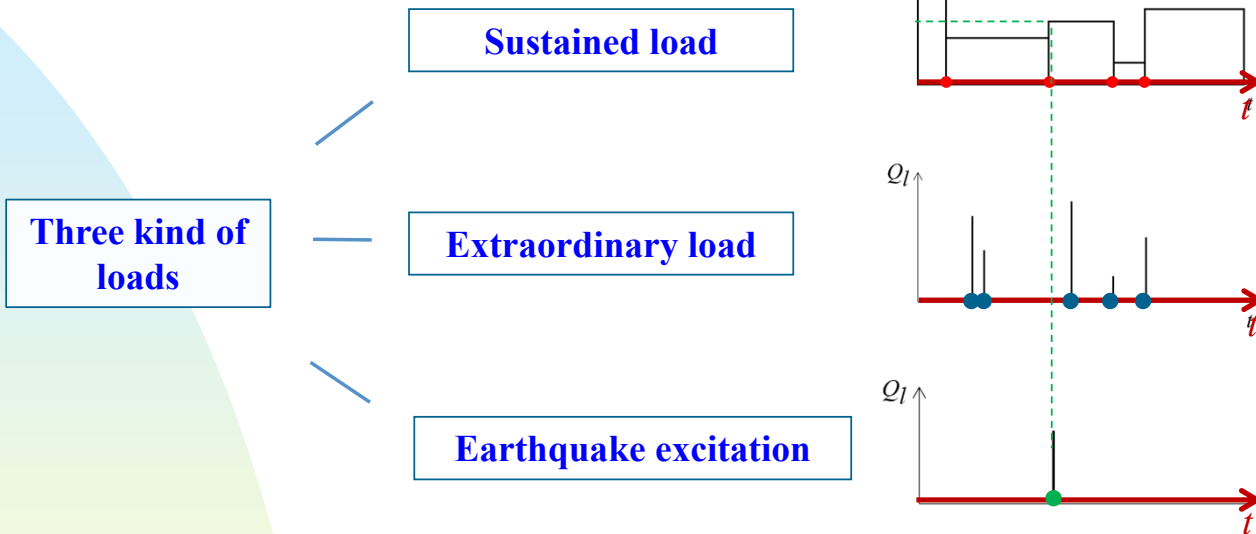 Sustained load
t
Q_l
Three kind of
loads
Extraordinary load
t
Q_l
Earthquake excitation
t